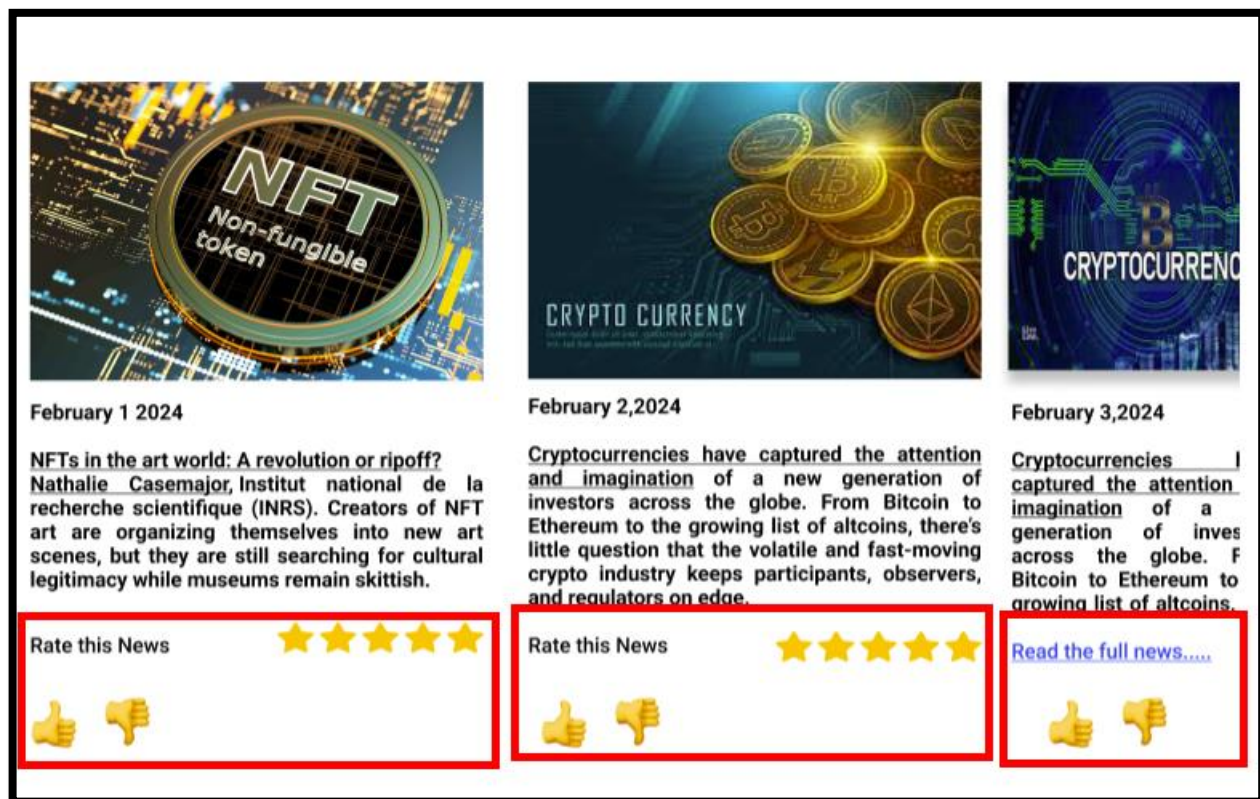 NFT
Non-fungible
token
February 1 2024
NFTs in the art world: A revolution or ripoff?
Nathalie Casemajor, Institut national de la
recherche scientifique (INRS). Creators of NFT
art are organizing themselves into new art
scenes, but they are still searching for cultural
legitimacy while museums remain skittish.
Rate this News
CRYPTO CURRENCY
February 2,2024
Cryptocurrencies have captured the attention
and imagination of a new generation of
investors across the globe. From Bitcoin to
Ethereum to the growing list of altcoins, there's
little question that the volatile and fast-moving
crypto industry keeps participants, observers,
and regulators on edge.
Rate this News
CRYPTOCURRENC
February 3,2024
Cryptocurrencies
captured the attention
imagination of a
generation of inves
across the globe. F
Bitcoin to Ethereum to
growing list of altcoins,
Read the full news.....